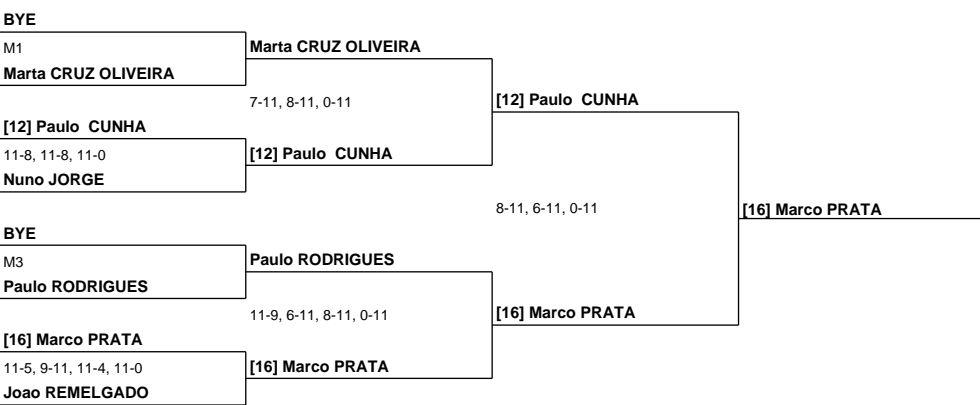 BYE
M1
Marta CRUZ OLIVEIRA
Marta CRUZ OLIVEIRA
7-11, 8-11, 0-11
[12] Paulo CUNHA
[12] Paulo CUNHA
11-8, 11-8, 11-0
[12] Paulo CUNHA
Nuno JORGE
8-11, 6-11, 0-11
[16] Marco PRATA
BYE
M3
Paulo RODRIGUES
Paulo RODRIGUES
11-9, 6-11, 8-11, 0-11
[16] Marco PRATA
[16] Marco PRATA
11-5, 9-11, 11-4, 11-0
[16] Marco PRATA
Joao REMELGADO